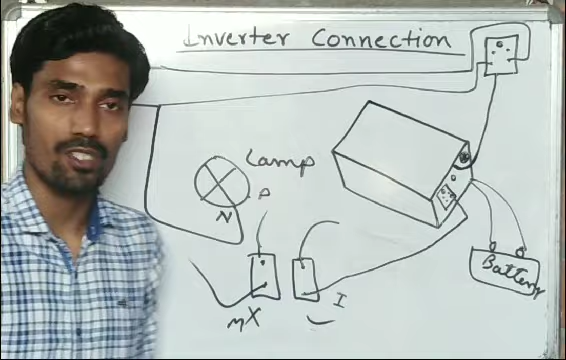 Inverter Connection
Lamp
P
N
Battery
mX
I